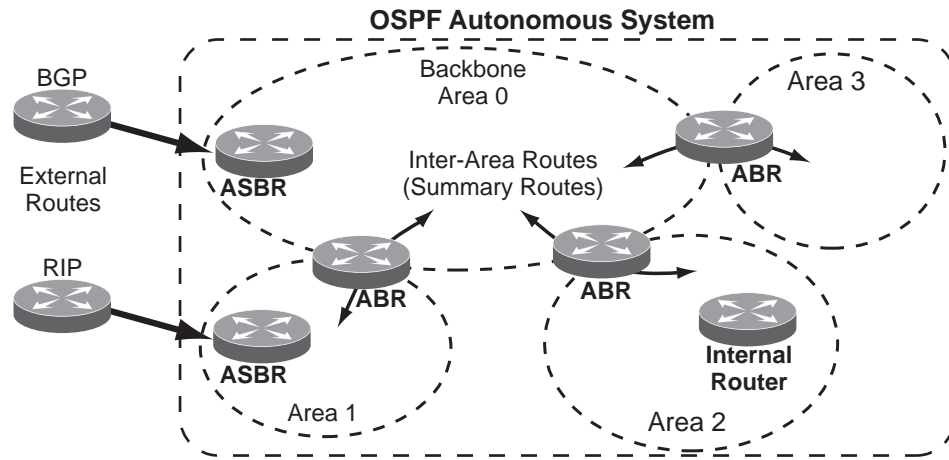 OSPF Autonomous System
BGP
Backbone
Area 0
Area 3
External
Routes
ASBR
Inter-Area Routes
(Summary Routes)
ABR
RIP
ABR
ABR
ASBR
Internal
Router
Area 1
Area 2